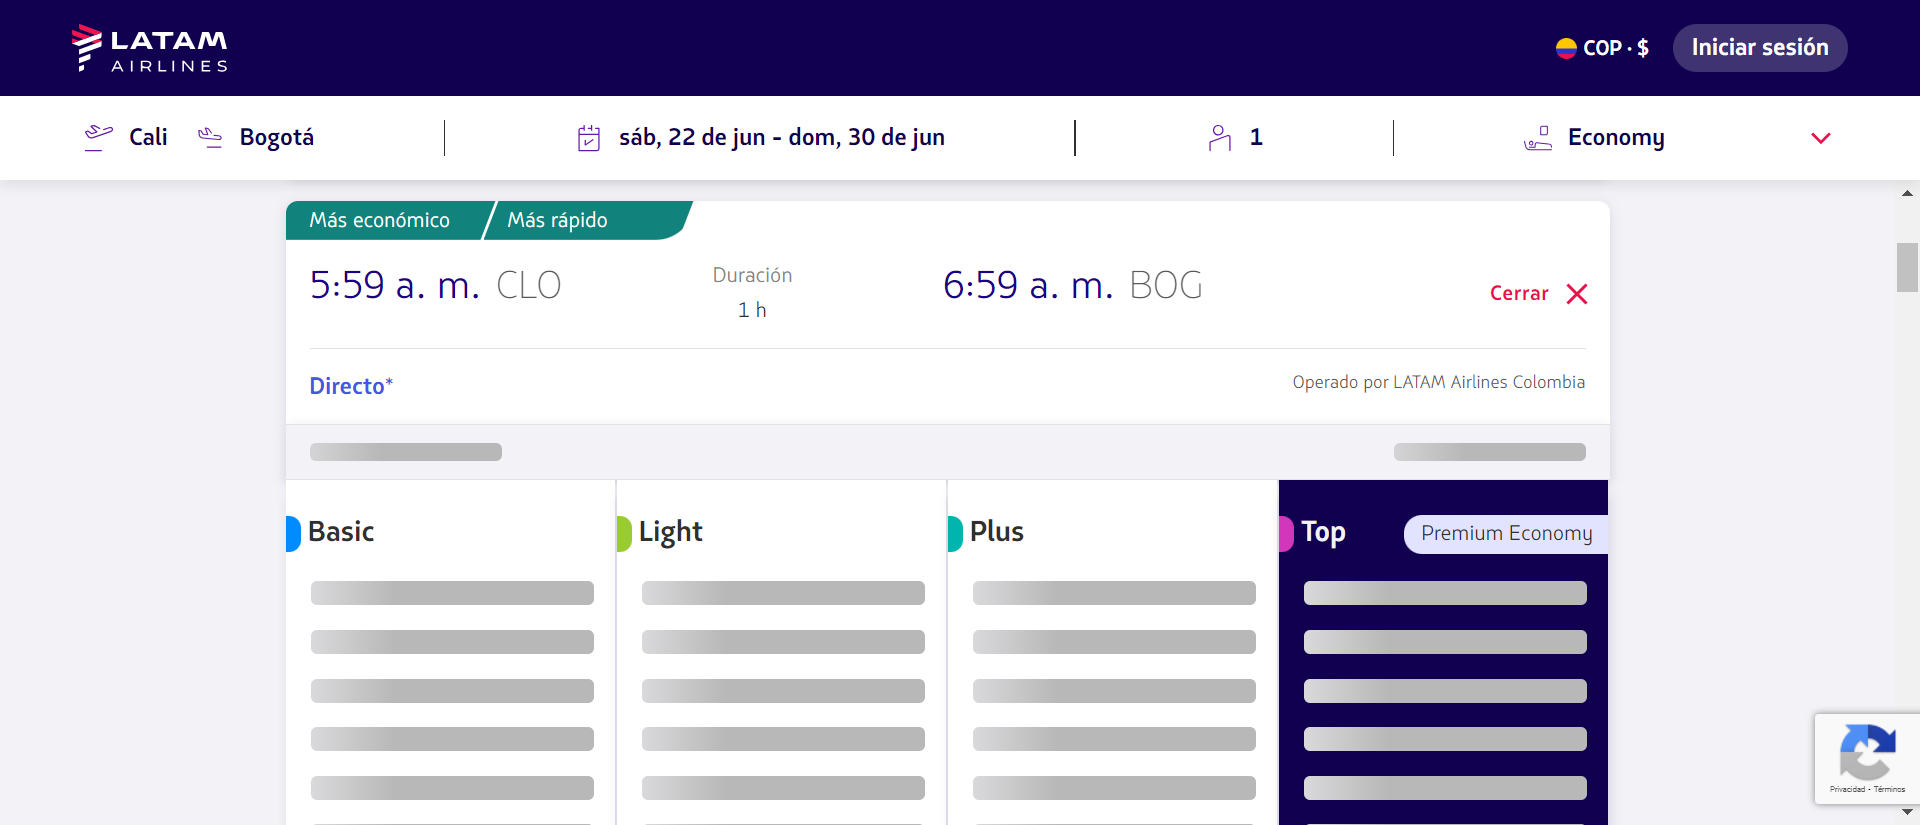 LATAM
AIRLINES
COP · $
Iniciar sesión
Cali
Bogotá
sáb, 22 de jun - dom, 30 de jun
1
Economy
Más económico
Más rápido
5:59 a. m. CLO
Duración
1 h
6:59 a. m. BOG
Cerrar
Directo*
Operado por LATAM Airlines Colombia
Basic
Light
Plus
Top
Premium Economy
Privacidad - Términos